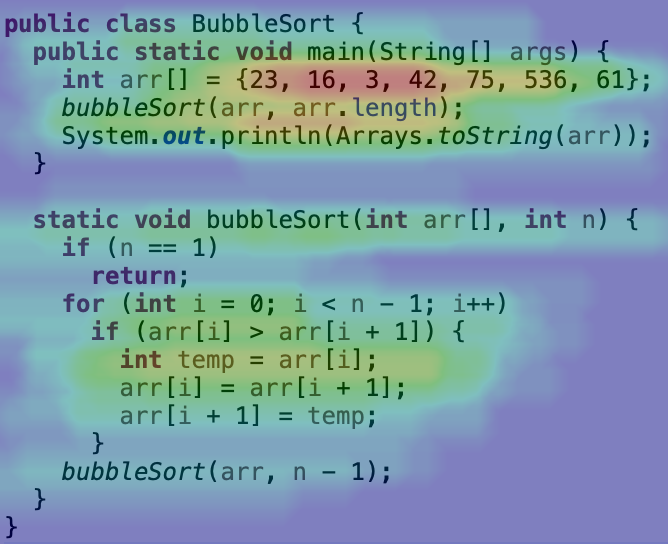 public class BubbleSort {
  public static void main(String[] args) {
    int arr[] = {23, 16, 3, 42, 75, 536, 61};
    bubbleSort(arr, arr.length);
    System.out.println(Arrays.toString(arr));
  }

  static void bubbleSort(int arr[], int n) {
    if (n == 1)
      return;
    for (int i = 0; i < n - 1; i++)
      if (arr[i] > arr[i + 1]) {
        int temp = arr[i];
        arr[i] = arr[i + 1];
        arr[i + 1] = temp;
      }
    bubbleSort(arr, n - 1);
  }
}